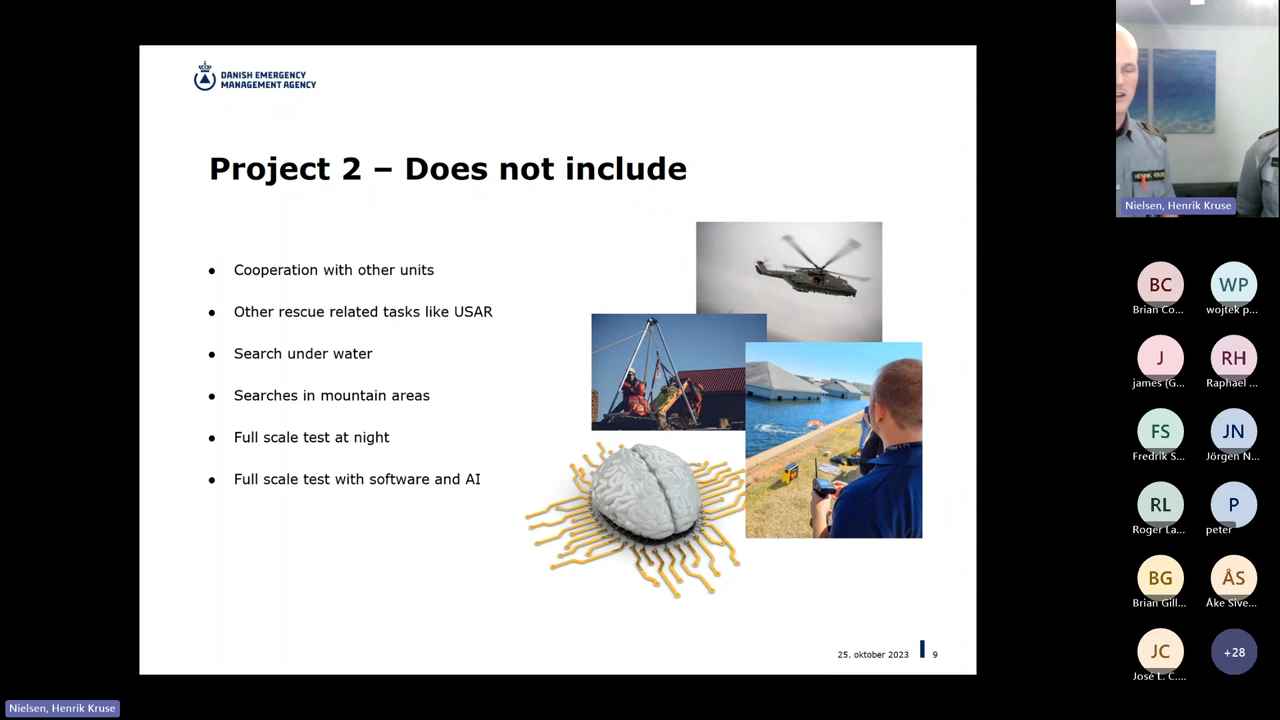 DANISH EMERGENCY
MANAGEMENT AGENCY
Project 2 – Does not include
● Cooperation with other units
● Other rescue related tasks like USAR
● Search under water
● Searches in mountain areas
● Full scale test at night
● Full scale test with software and AI
25. oktober 2023
9
HENRIK KRUSE
Nielsen, Henrik Kruse
BC
WP
Brian Co...
wojtek p...
J
RH
james (G...
Raphael ...
FS
JN
Fredrik S...
Jörgen N...
RL
P
Roger La...
peter
BG
ÅS
Brian Gill...
Åke Sive...
JC
+28
José L. C....
Nielsen, Henrik Kruse